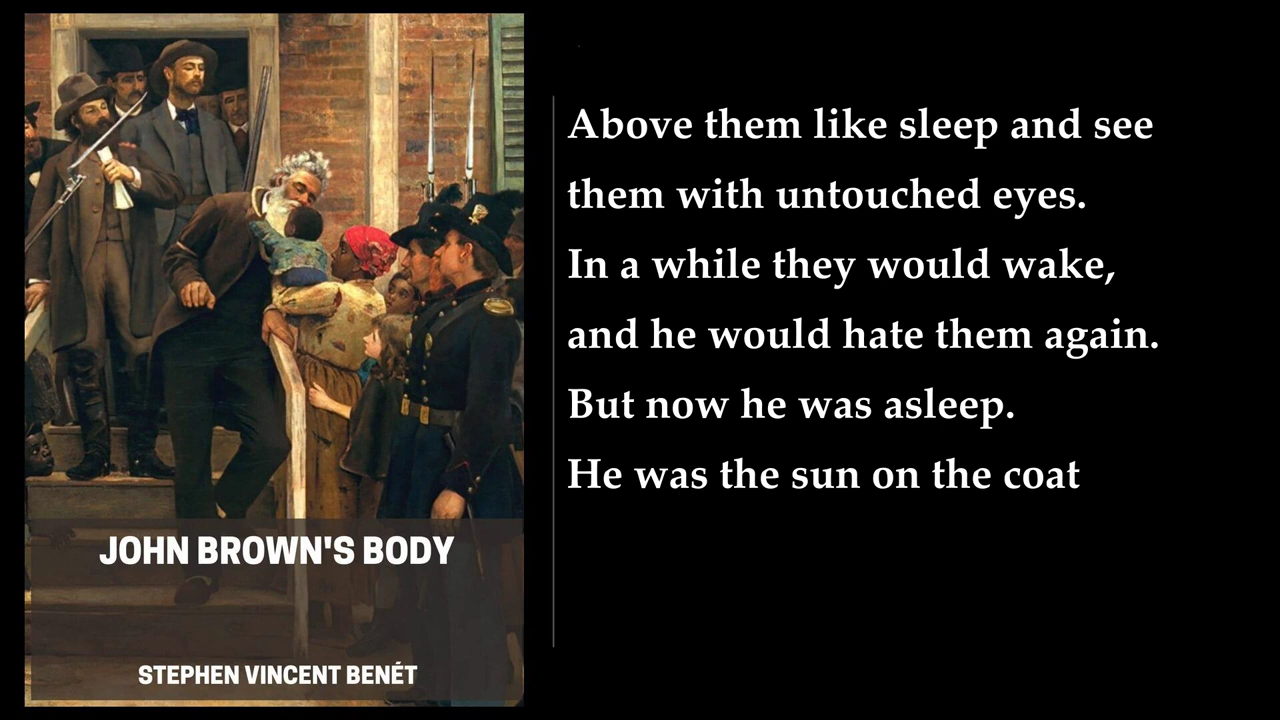 JOHN BROWN'S BODY
STEPHEN VINCENT BENÉT
Above them like sleep and see
them with untouched eyes.
In a while they would wake,
and he would hate them again.
But now he was asleep.
He was the sun on the coat